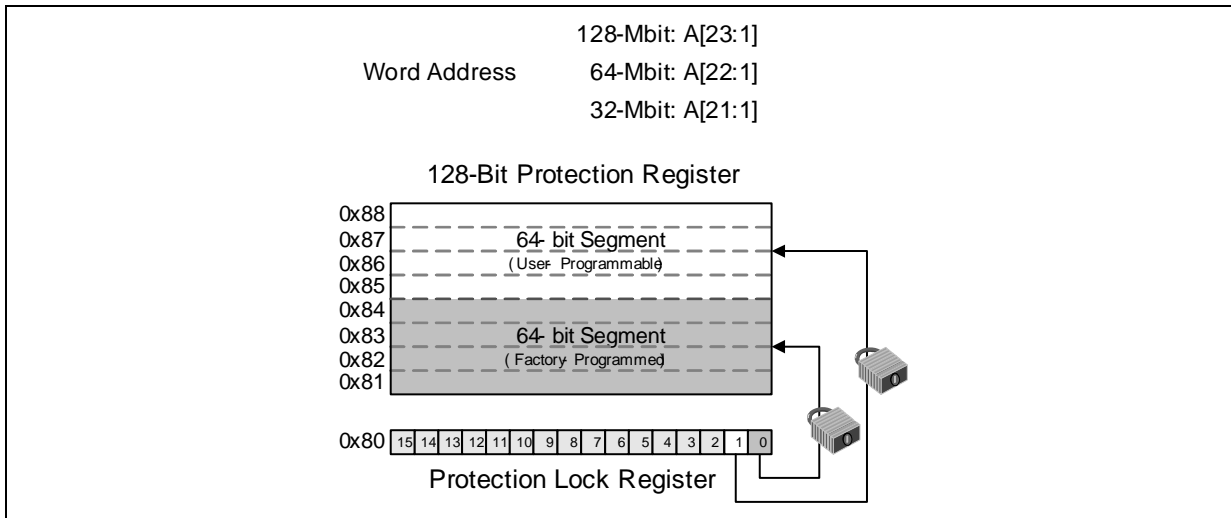 128-Mbit: A[23:1]
Word Address 64-Mbit: A[22:1]
32-Mbit: A[21:1]
128-Bit Protection Register
0x88
0x87 64- bit Segment
0x86 (User- Programmable)
0x85
0x84
0x83 64- bit Segment
0x82 (Factory- Programmed)
0x81
0x80 15 14 13 12 11 10 9 8 7 6 5 4 3 2 1 0
Protection Lock Register